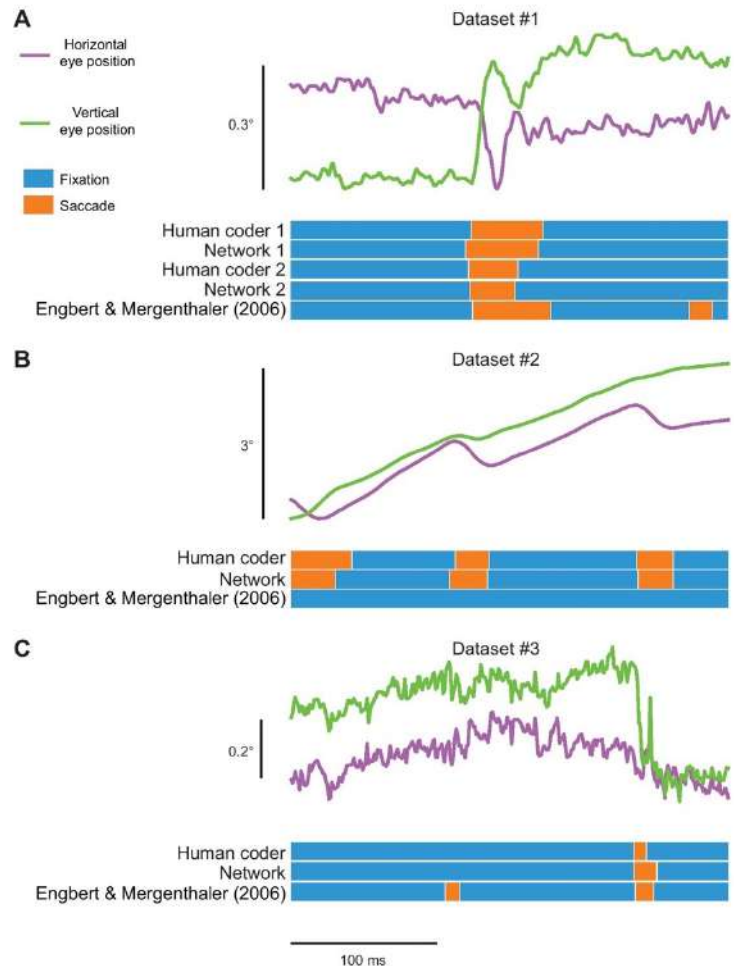 A
Dataset #1
Horizontal
eye position
Vertical
eye position
0.3°
Fixation
Saccade
Human coder 1
Network 1
Human coder 2
Network 2
Engbert & Mergenthaler (2006)
B
Dataset #2
3°
Human coder
Network
Engbert & Mergenthaler (2006)
C
Dataset #3
0.2°
Human coder
Network
Engbert & Mergenthaler (2006)
100 ms